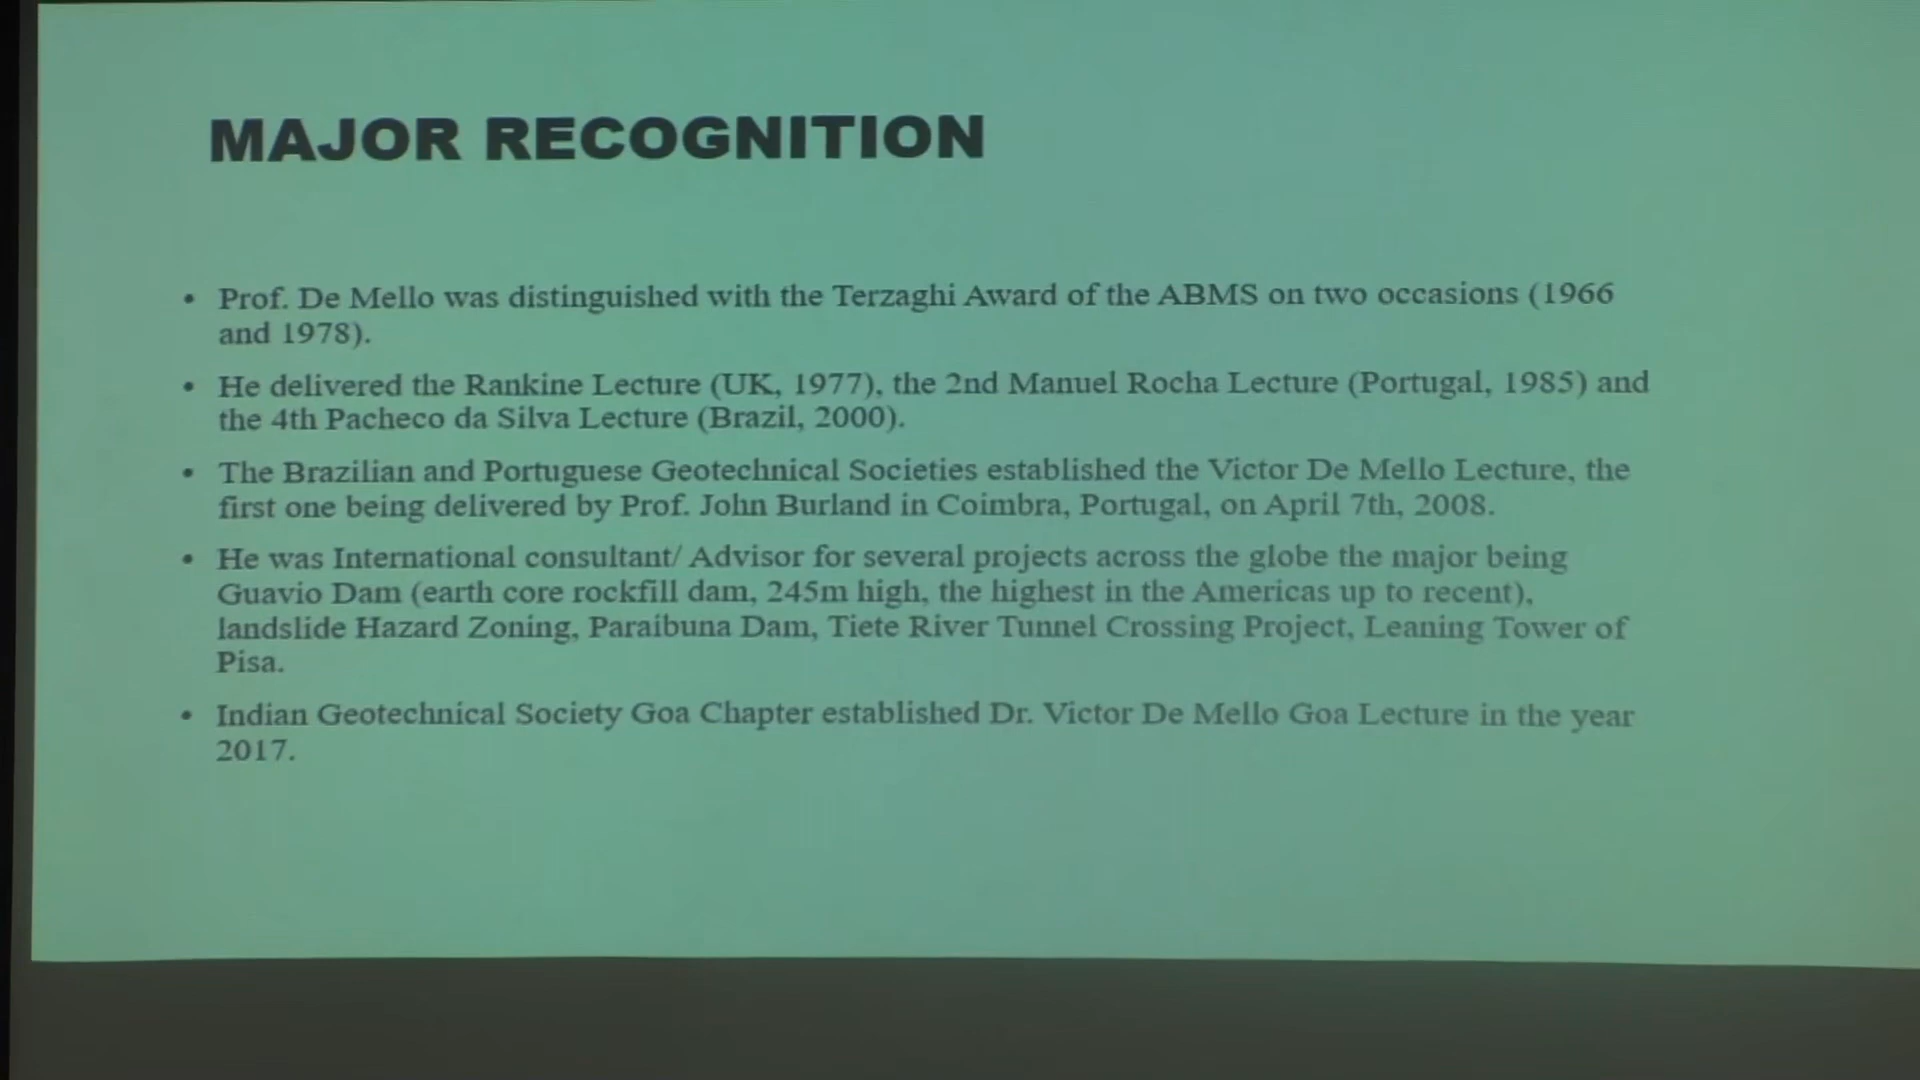 MAJOR RECOGNITION
• Prof. De Mello was distinguished with the Terzaghi Award of the ABMS on two occasions (1966
and 1978).
• He delivered the Rankine Lecture (UK, 1977), the 2nd Manuel Rocha Lecture (Portugal, 1985) and
the 4th Pacheco da Silva Lecture (Brazil, 2000).
• The Brazilian and Portuguese Geotechnical Societies established the Victor De Mello Lecture, the
first one being delivered by Prof. John Burland in Coimbra, Portugal, on April 7th, 2008.
• He was International consultant/ Advisor for several projects across the globe the major being
Guavio Dam (earth core rockfill dam, 245m high, the highest in the Americas up to recent),
landslide Hazard Zoning, Paraibuna Dam, Tiete River Tunnel Crossing Project, Leaning Tower of
Pisa.
• Indian Geotechnical Society Goa Chapter established Dr. Victor De Mello Goa Lecture in the year
2017.